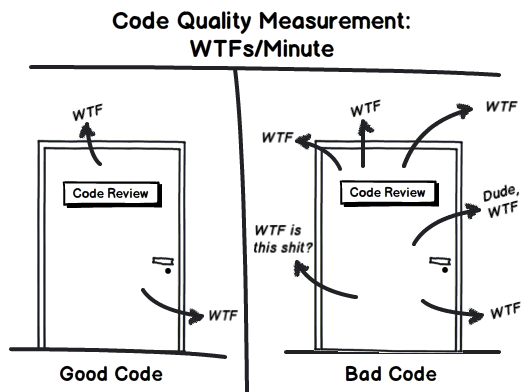 Code Quality Measurement:
WTFs/Minute
WTF
Code Review
WTF
Good Code
WTF
WTF
WTF
Code Review
Dude,
WTF
WTF is
this shit?
WTF
Bad Code